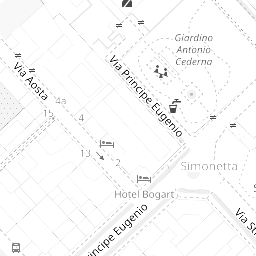 Giardino
Antonio
Cederna
Via Principe Eugenio
Via Aosta
4a
15
4
13
2
Simonetta
Hotel Bogart
Principe Eugenio
Via St